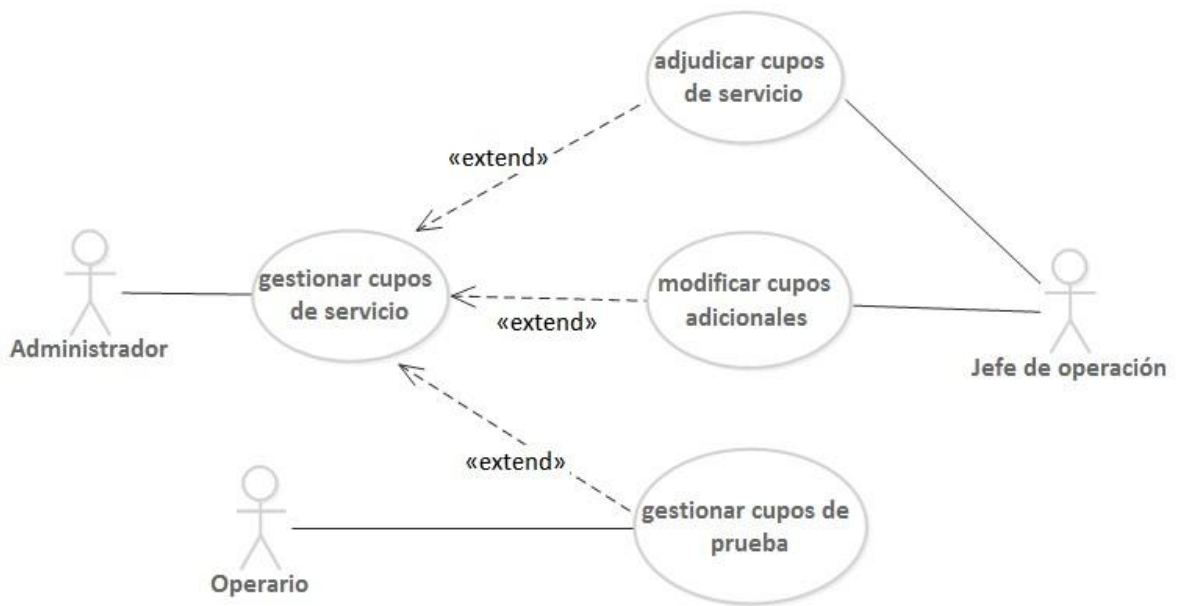 adjudicar cupos
de servicio
«extend»
gestionar cupos
de servicio
modificar cupos
adicionales
«extend»
Administrador
Jefe de operación
«extend»
gestionar cupos de
prueba
Operario